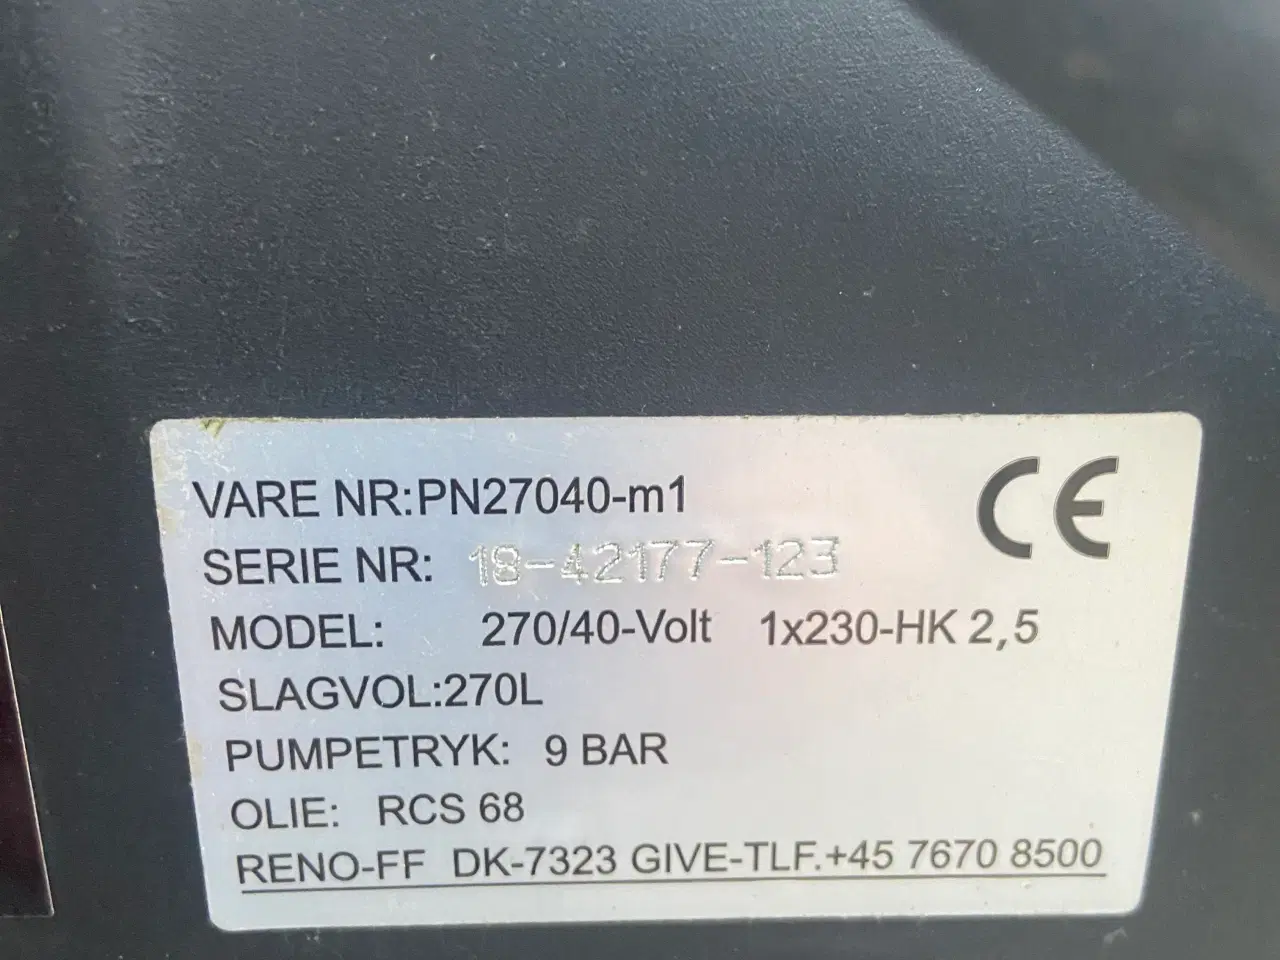 VARE NR:PN27040-m1 CE
SERIE NR: 18-42177-123
MODEL: 270/40-Volt 1x230-HK 2,5
SLAGVOL:270L
PUMPETRYK: 9 BAR
OLIE: RCS 68
RENO-FF DK-7323 GIVE-TLF.+45 7670 8500